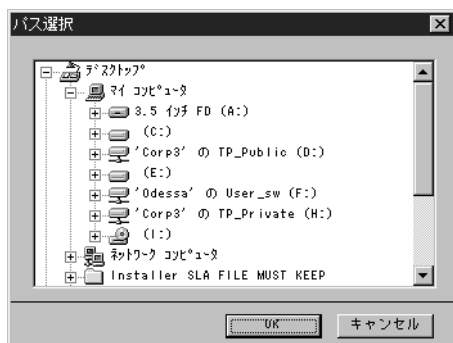 パス選択
ﾃﾞｽｸﾄｯﾌﾟ
ﾏｲ ｺﾝﾋﾟｭｰﾀ
3.5 ｲﾝﾁ FD (A:)
(C:)
'Corp3' の TP_Public (D:)
(E:)
'Odessa' の User_sw (F:)
'Corp3' の TP_Private (H:)
(I:)
ﾈｯﾄﾜｰｸ ｺﾝﾋﾟｭｰﾀ
Installer SLA FILE MUST KEEP
OK キャンセル